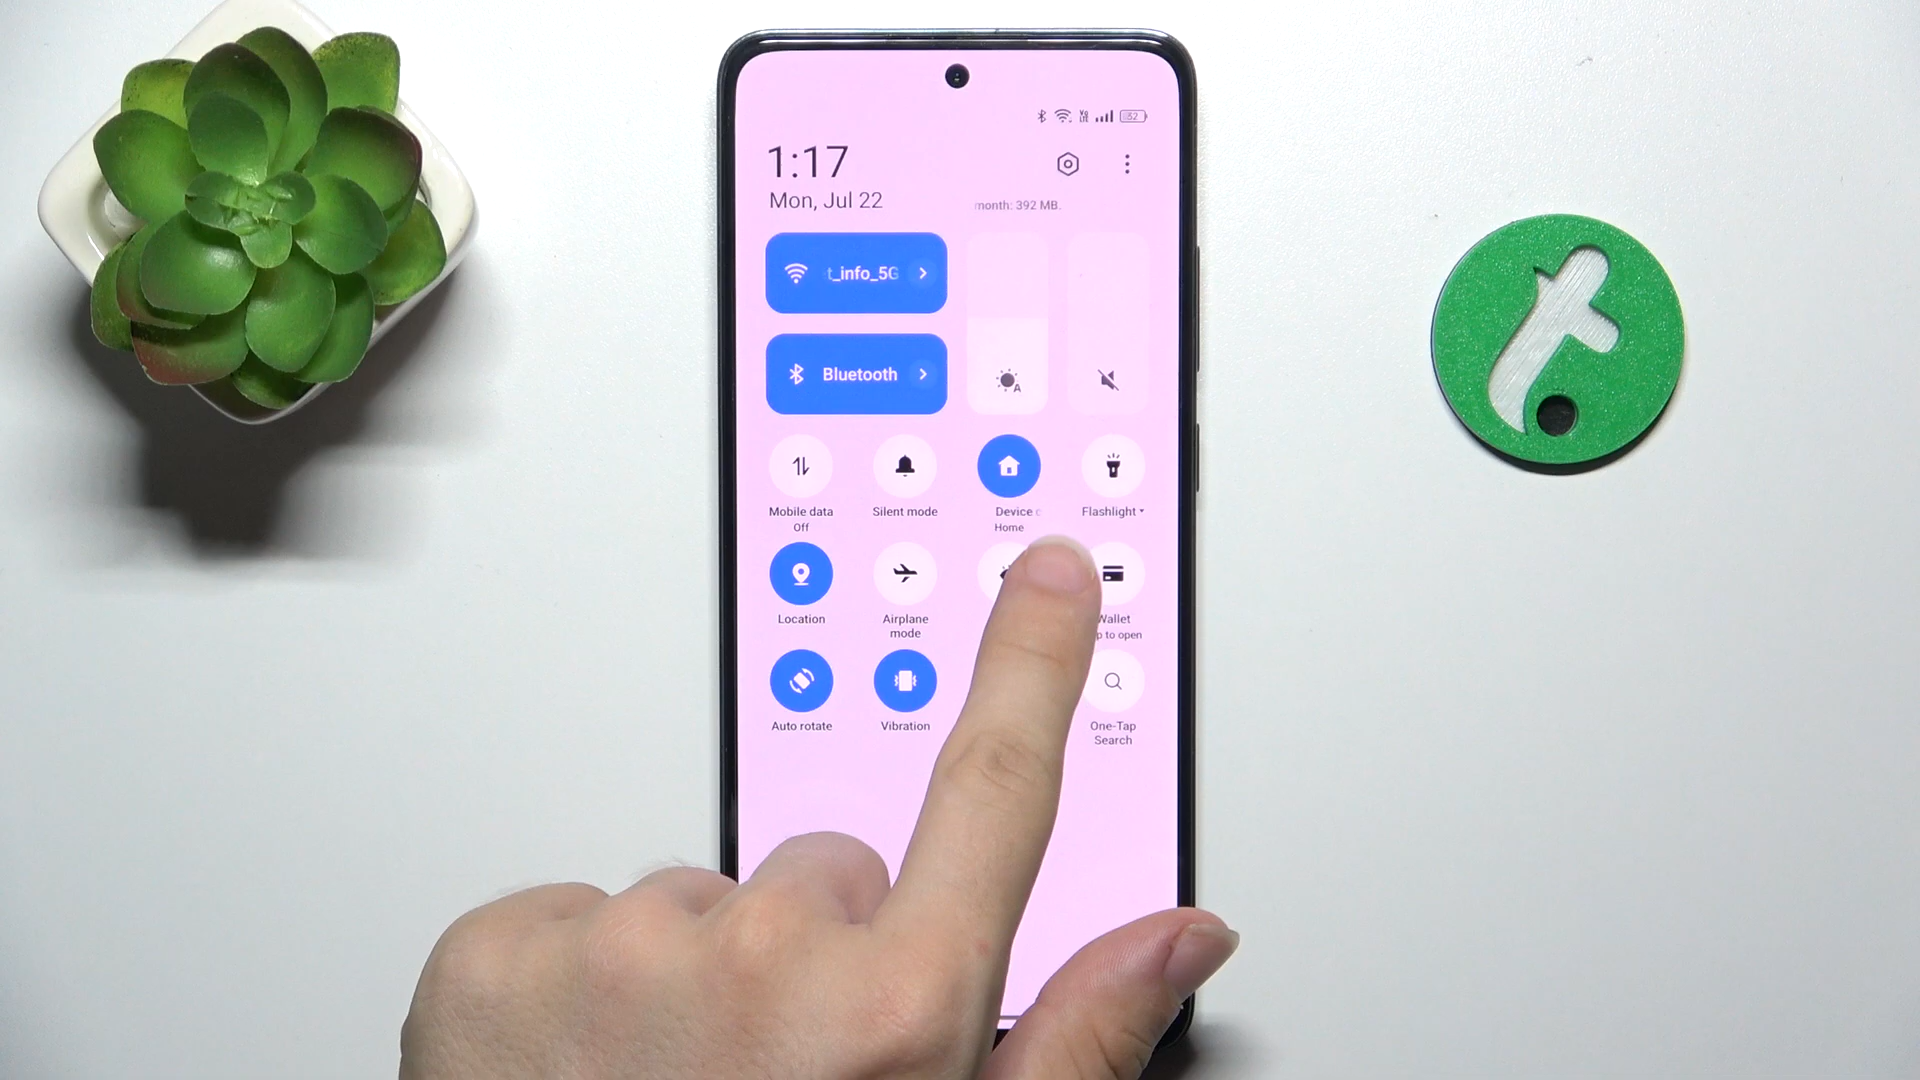 52
1:17
Mon, Jul 22
month: 392 MB.
t_info_5G
Bluetooth
Mobile data
Off
Silent mode
Device
Home
Flashlight
Location
Airplane
mode
Wallet
to open
Auto rotate
Vibration
One-Tap
Search